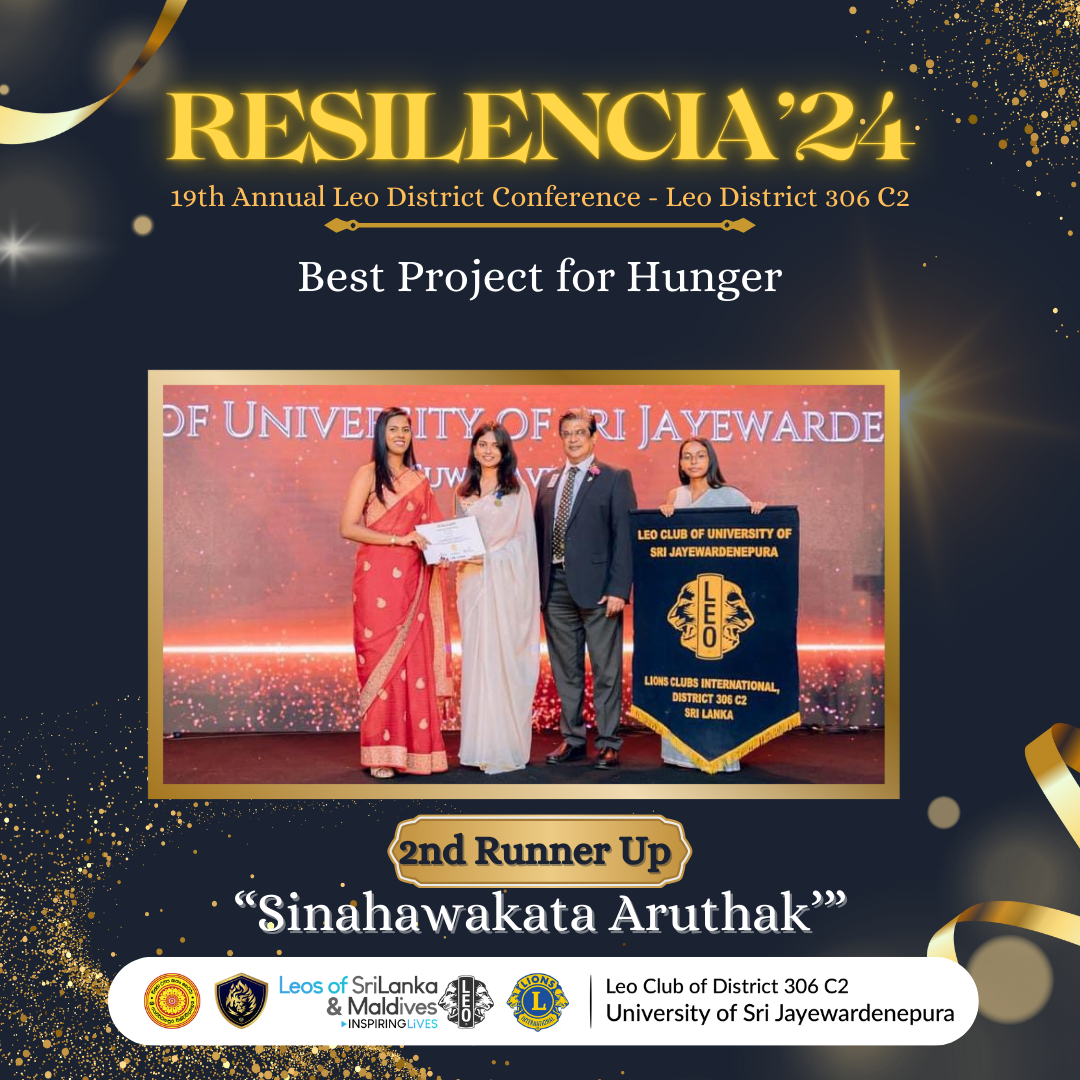 RESILENCIA’24
19th Annual Leo District Conference - Leo District 306 C2
Best Project for Hunger
OF UNIVERSITY OF SRI JAYEWARDE
LEO CLUB OF UNIVERSITY OF
SRI JAYEWARDENEPURA
LEO
LIONS CLUBS INTERNATIONAL,
DISTRICT 306 C2
SRI LANKA
2nd Runner Up
“Sinahawakata Aruthak’”
Leos of SriLanka
& Maldives
INSPIRING LIVES
LEO
LIONS
L
INTERNATIONAL
Leo Club of District 306 C2
University of Sri Jayewardenepura